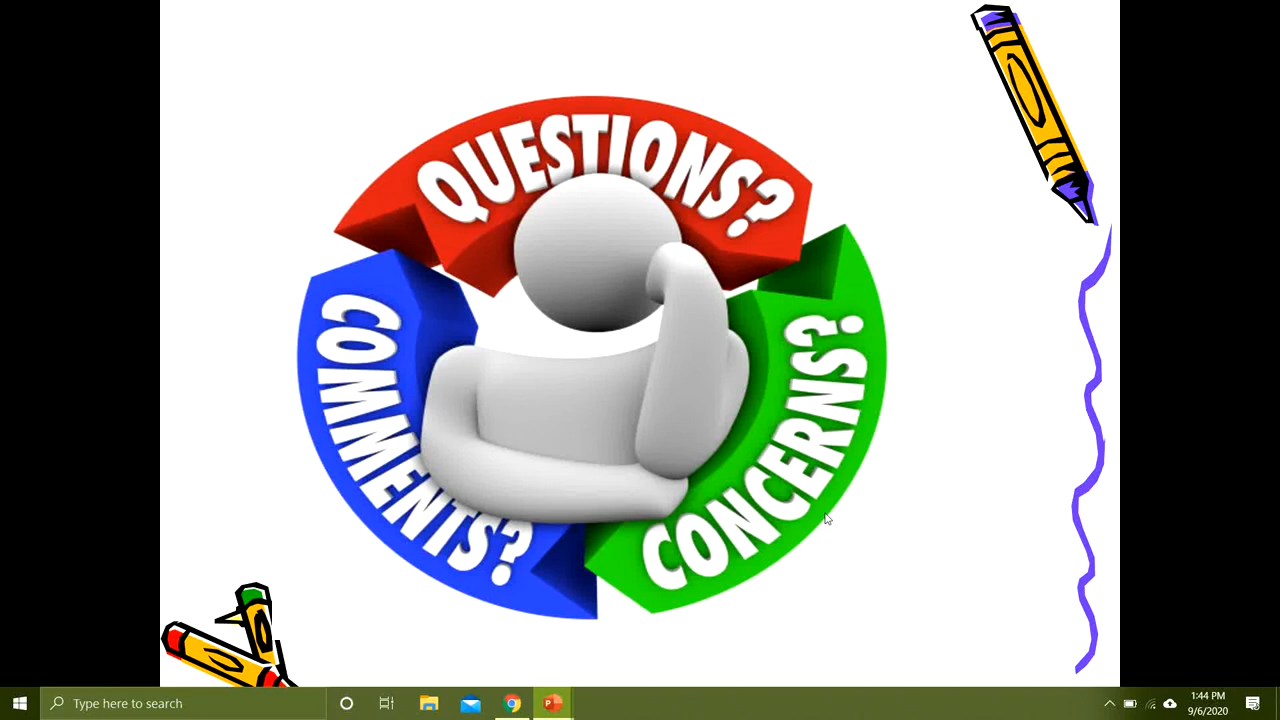 QUESTIONS?
CONCERNS?
COMMENTS?
Type here to search
1:44 PM
9/6/2020